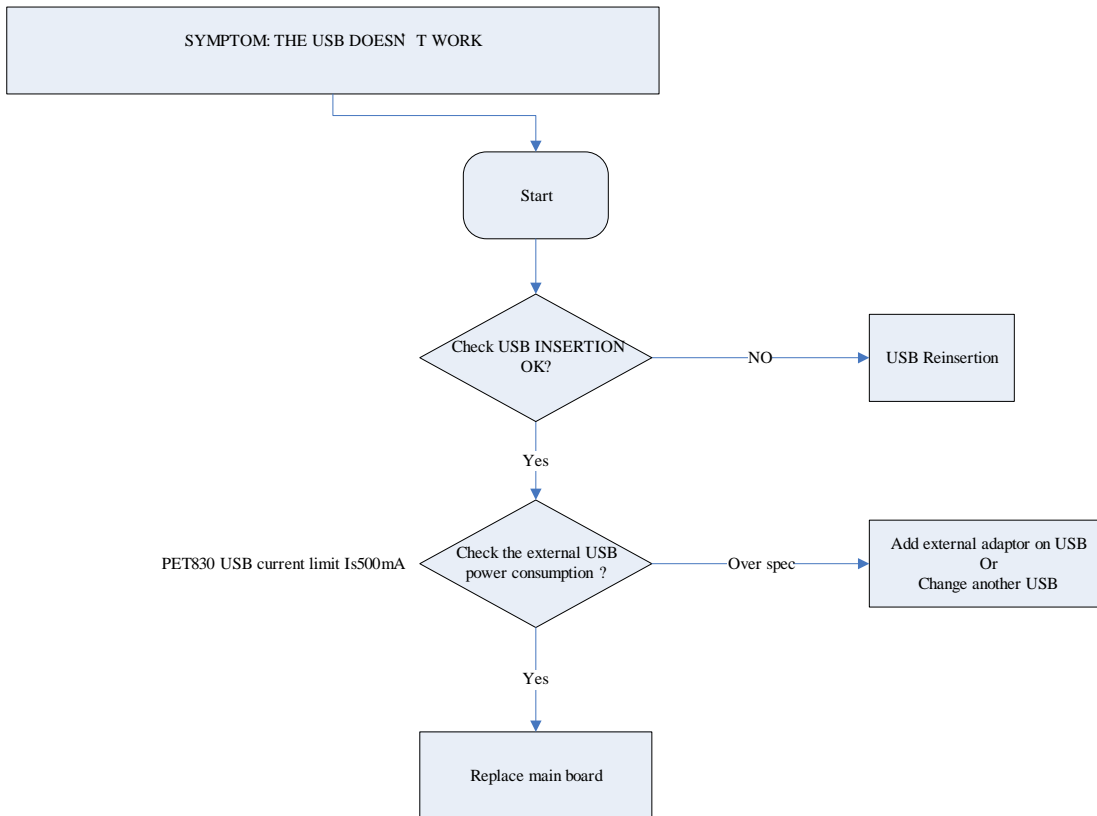 SYMPTOM: THE USB DOESN' T WORK
Start
Check USB INSERTION
OK?
NO
USB Reinsertion
Yes
PET830 USB current limit Is500mA
Check the external USB
power consumption ?
Over spec
Add external adaptor on USB
Or
Change another USB
Yes
Replace main board